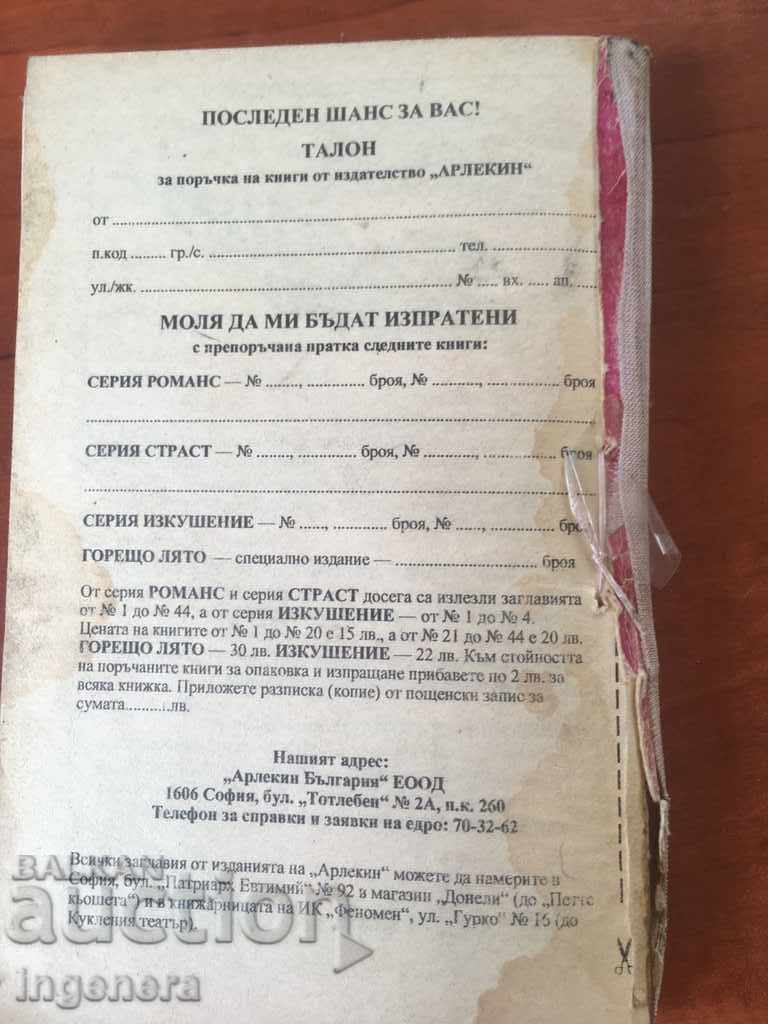 ПОСЛЕДЕН ШАНС ЗА ВАС!
ТАЛОН
за поръчка на книги от издателство „АРЛЕКИН“
от ..........
п.код ......... гр./с. .......... тел. ..........
ул./жк. .......... № ..... вх. ..... ап. .....
МОЛЯ ДА МИ БЪДАТ ИЗПРАТЕНИ
с препоръчана пратка следните книги:
СЕРИЯ РОМАНС — № ........, .............. броя, № ............, .............. броя
..........
СЕРИЯ СТРАСТ — № ........, .............. броя, № ............, .............. броя
..........
СЕРИЯ ИЗКУШЕНИЕ — № ......, .............. броя, № ......, .............. броя
ГОРЕЩО ЛЯТО — специално издание — .......... броя
От серия РОМАНС и серия СТРАСТ досега са излезли заглавията
от № 1 до № 44, а от серия ИЗКУШЕНИЕ — от № 1 до № 4.
Цената на книгите от № 1 до № 20 е 15 лв., а от № 21 до № 44 е 20 лв.
ГОРЕЩО ЛЯТО — 30 лв. ИЗКУШЕНИЕ — 22 лв. Към стойността
на поръчаните книги за опаковка и изпращане прибавете по 2 лв. за
всяка книжка. Приложете разписка (копие) от пощенски запис за
сумата..........лв.
Нашият адрес:
„Арлекин България“ ЕООД
1606 София, бул. „Тотлебен“ № 2А, п.к. 260
Телефон за справки и заявки на едро: 70-32-62
Всички заглавия от изданията на „Арлекин“ можете да намерите в
София, бул. „Патриарх Евтимий“ № 92 в магазин „Донели“ (до „Петте
кьошета“) и в книжарницата на ИК „Феномен“, ул. „Гурко“ № 16 (до
Кукления театър).
BALKAN
auction
ingenera